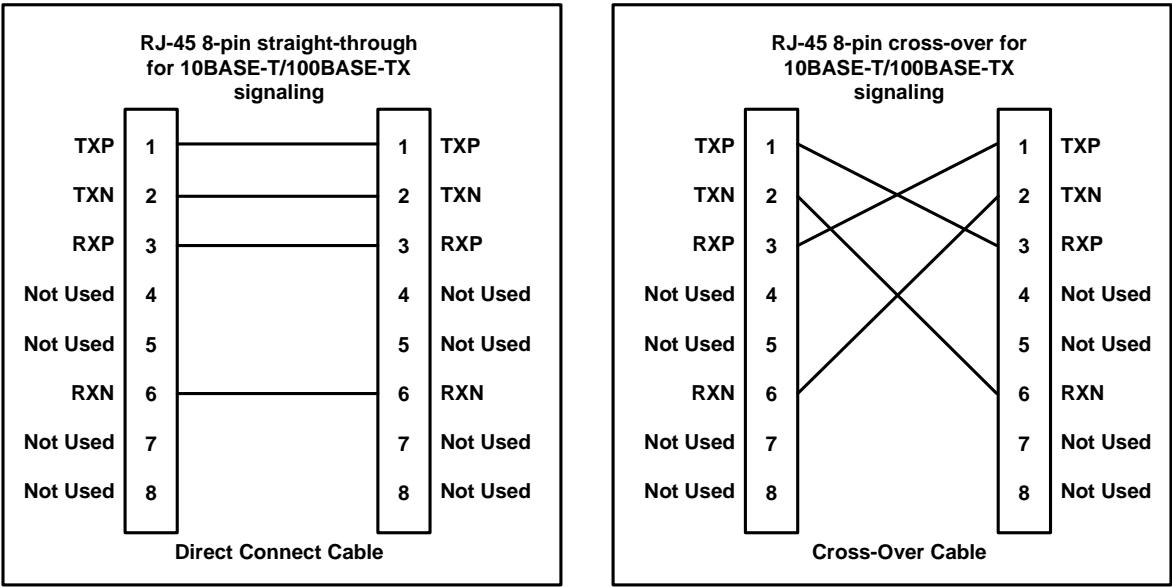 RJ-45 8-pin straight-through
for 10BASE-T/100BASE-TX
signaling
TXP 1 1 TXP
TXN 2 2 TXN
RXP 3 3 RXP
Not Used 4 4 Not Used
Not Used 5 5 Not Used
RXN 6 6 RXN
Not Used 7 7 Not Used
Not Used 8 8 Not Used
Direct Connect Cable
RJ-45 8-pin cross-over for
10BASE-T/100BASE-TX
signaling
TXP 1 1 TXP
TXN 2 2 TXN
RXP 3 3 RXP
Not Used 4 4 Not Used
Not Used 5 5 Not Used
RXN 6 6 RXN
Not Used 7 7 Not Used
Not Used 8 8 Not Used
Cross-Over Cable